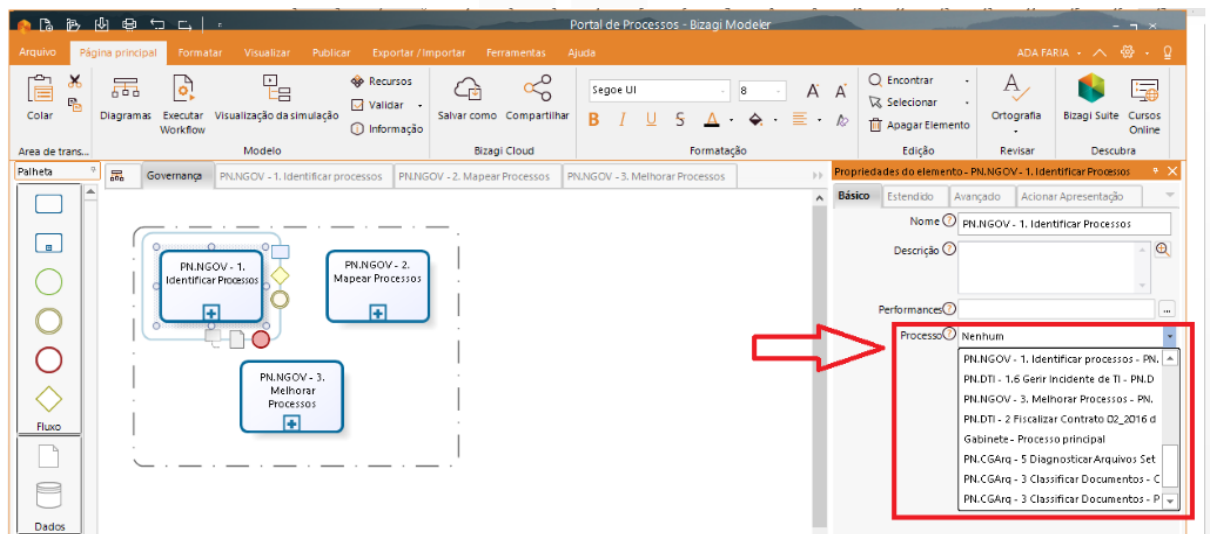 Portal de Processos - Bizagi Modeler
Arquivo Página principal Formatar Visualizar Publicar Exportar / Importar Ferramentas Ajuda ADA FARIA
Colar
Diagramas
Executar Workflow
Visualização da simulação
Recursos
Validar
Informação
Salvar como
Compartilhar
Segoe UI 8
B I U S A
Encontrar
Selecionar
Apagar Elemento
Ortografia
Bizagi Suite
Cursos Online
Area de trans... Modelo Bizagi Cloud Formatação Edição Revisar Descubra
Palheta
Governança PN.NGOV - 1. Identificar processos PN.NGOV - 2. Mapear Processos PN.NGOV - 3. Melhorar Processos
Fluxo
Dados
PN.NGOV - 1.
Identificar Processos
PN.NGOV - 2.
Mapear Processos
PN.NGOV - 3.
Melhorar
Processos
Propriedades do elemento - PN.NGOV - 1. Identificar Processos
Básico Estendido Avançado Acionar Apresentação
Nome PN.NGOV - 1. Identificar Processos
Descrição
Performances ...
Processo Nenhum
PN.NGOV - 1. Identificar processos - PN.
PN.DTI - 1.6 Gerir Incidente de TI - PN.D
PN.NGOV - 3. Melhorar Processos - PN.
PN.DTI - 2 Fiscalizar Contrato 02_2016 d
Gabinete - Processo principal
PN.CGArq - 5 Diagnosticar Arquivos Set
PN.CGArq - 3 Classificar Documentos - C
PN.CGArq - 3 Classificar Documentos - P